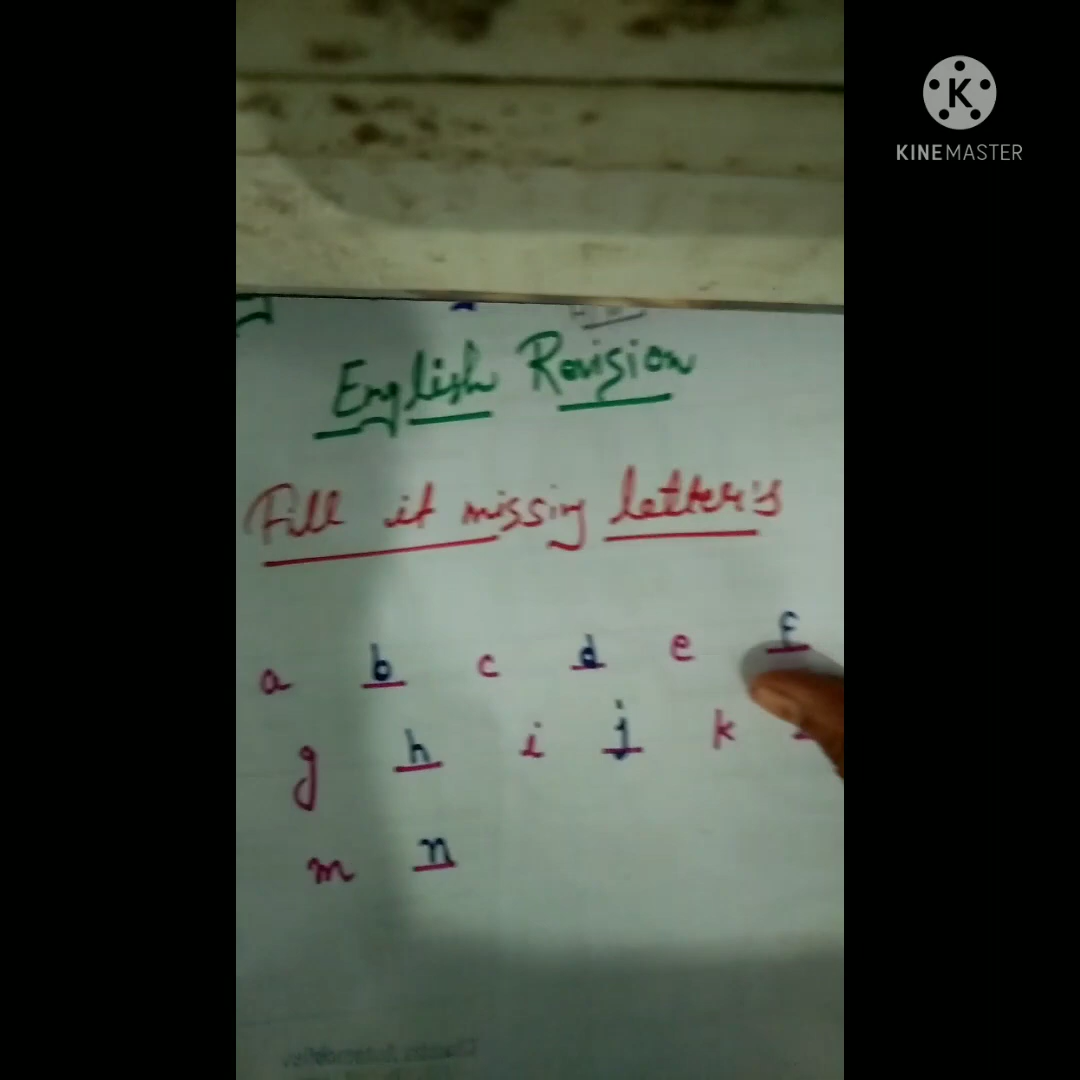 KINEMASTER
English Revision
Fill it missing letter's
a b c d e f
g h i j k
m n